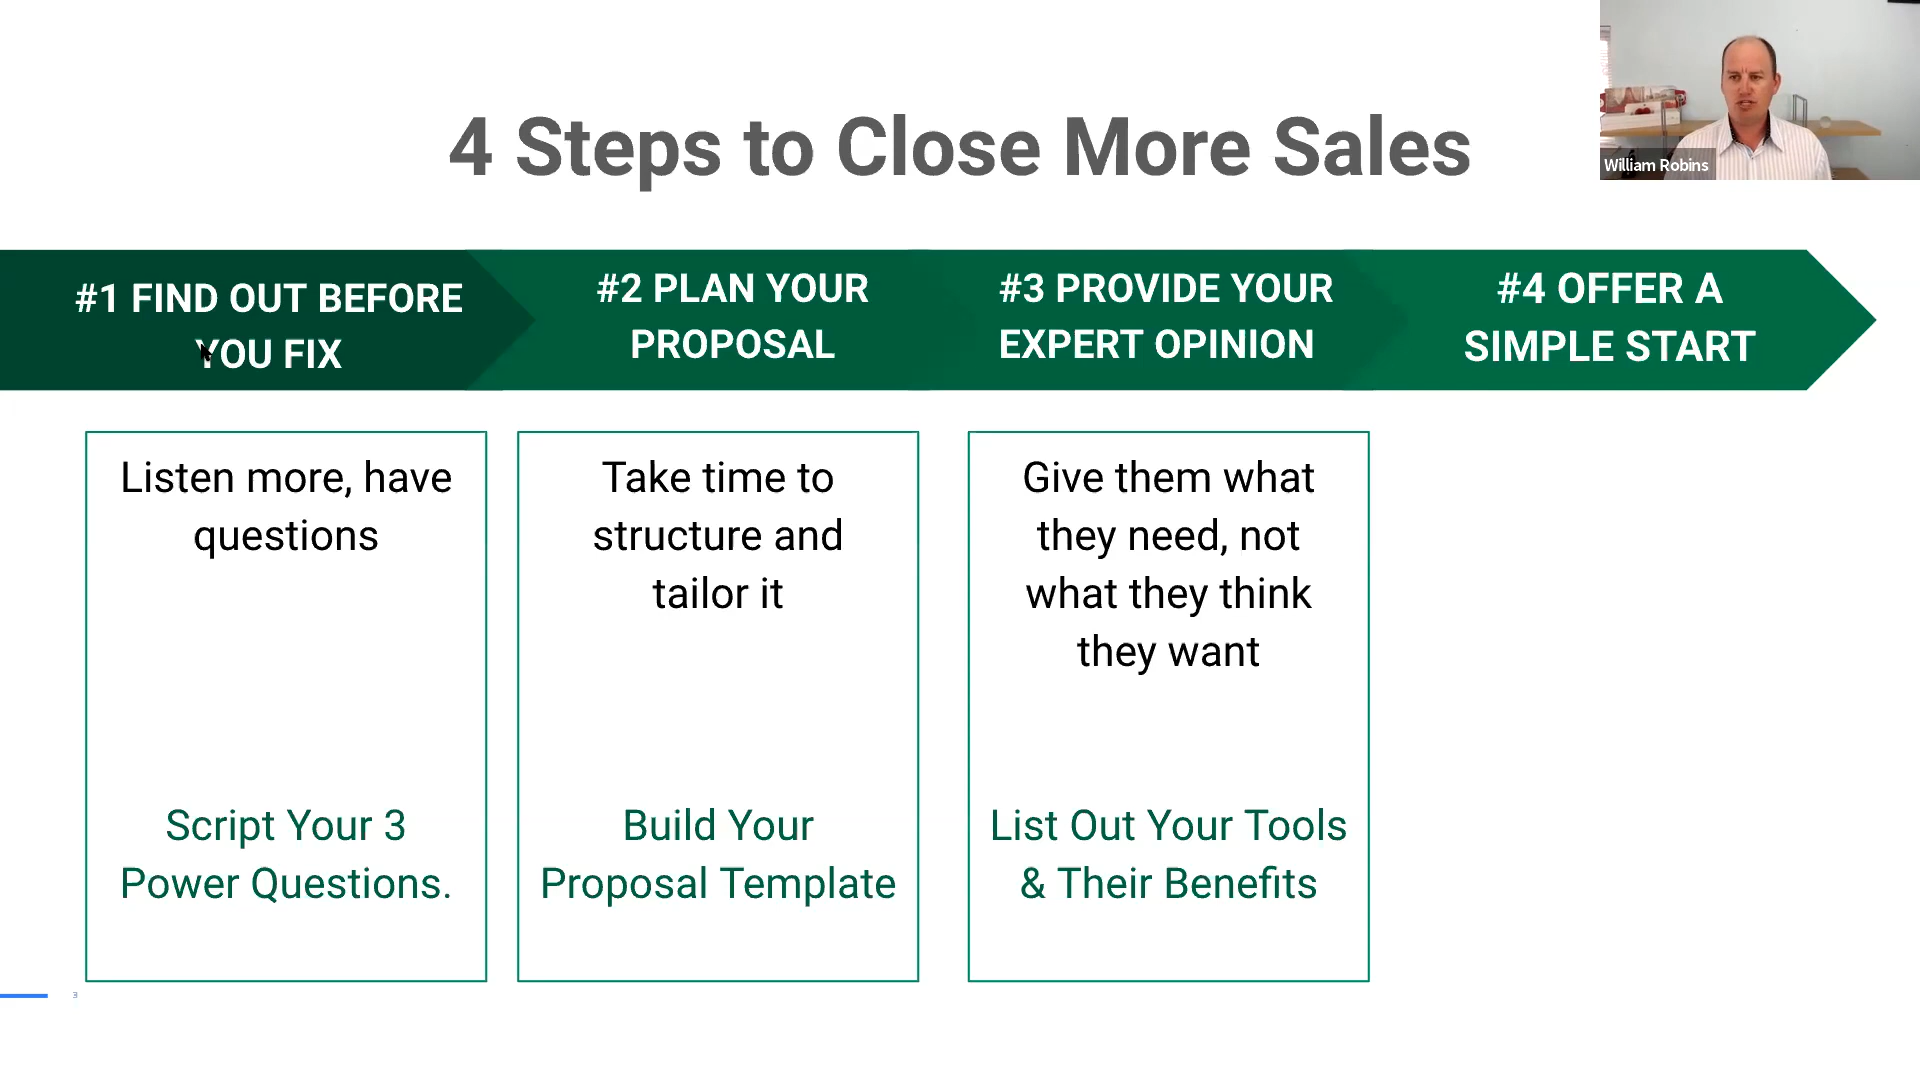 4 Steps to Close More Sales
William Robins
#1 FIND OUT BEFORE
YOU FIX
#2 PLAN YOUR
PROPOSAL
#3 PROVIDE YOUR
EXPERT OPINION
#4 OFFER A
SIMPLE START
Listen more, have
questions
Script Your 3
Power Questions.
Take time to
structure and
tailor it
Build Your
Proposal Template
Give them what
they need, not
what they think
they want
List Out Your Tools
& Their Benefits
3